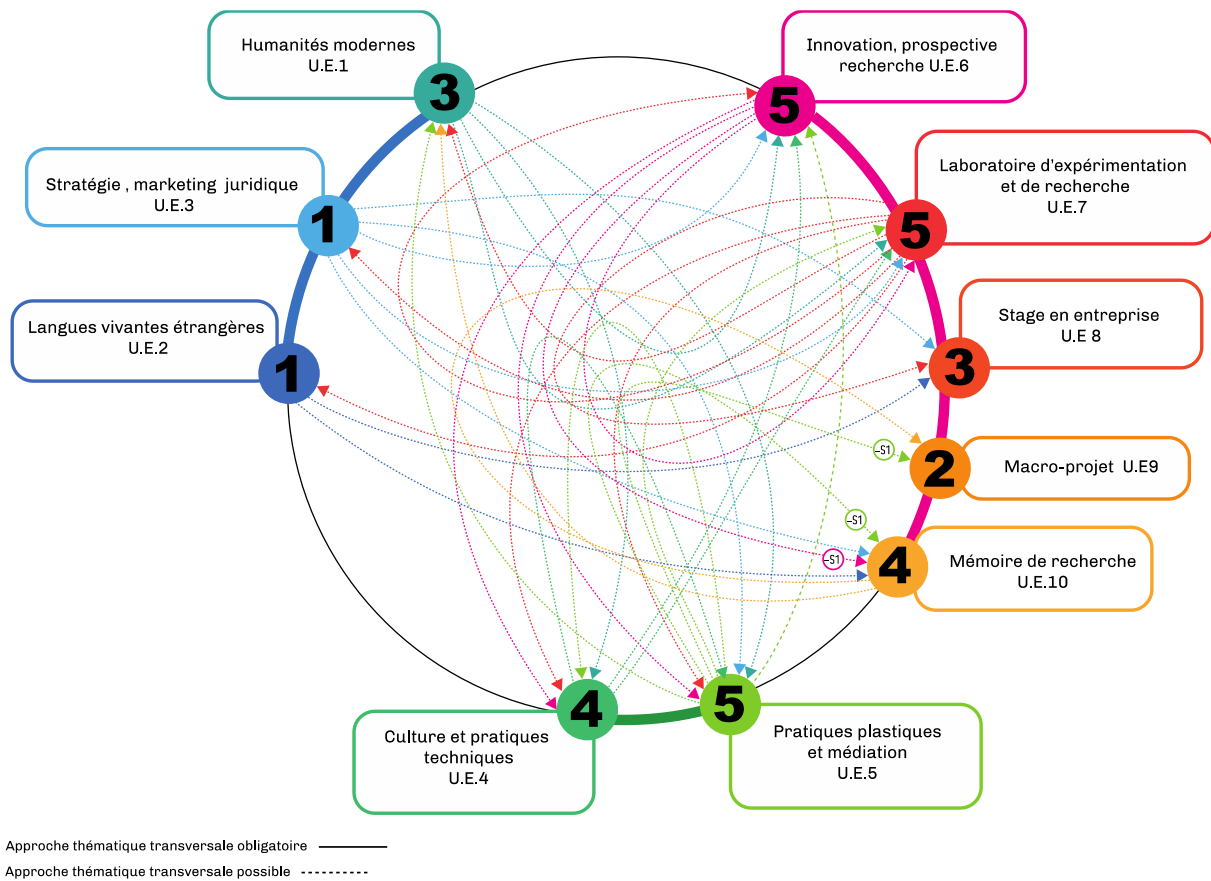 Humanités modernes
U.E.1
3
Innovation, prospective
recherche U.E.6
5
Stratégie , marketing juridique
U.E.3
1
Laboratoire d'expérimentation
et de recherche
U.E.7
5
Langues vivantes étrangères
U.E.2
1
Stage en entreprise
U.E 8
3
–S1
2
Macro-projet U.E9
–S1
–S1
4
Mémoire de recherche
U.E.10
4
Culture et pratiques
techniques
U.E.4
5
Pratiques plastiques
et médiation
U.E.5
Approche thématique transversale obligatoire
Approche thématique transversale possible